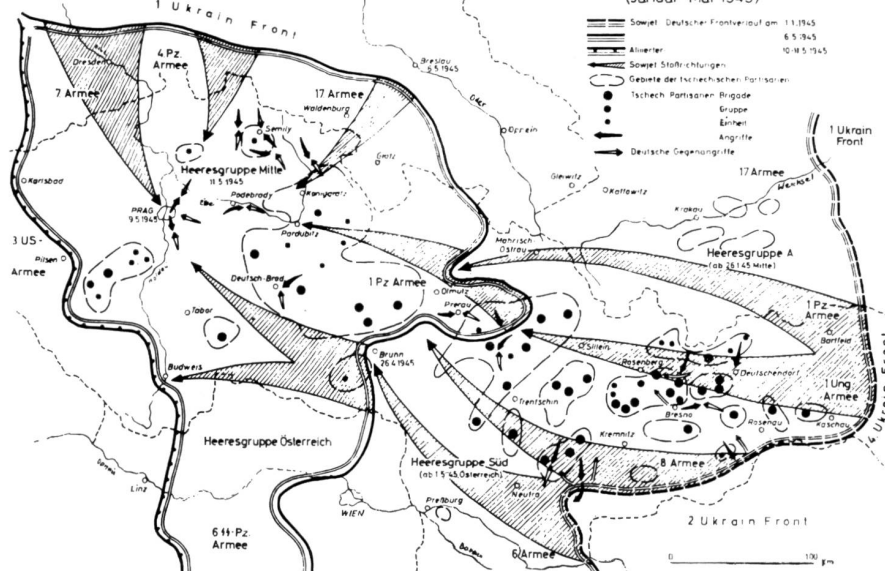 (Januar-Mai 1945)
Sowjet. Deutscher Frontverlauf am 1.1.1945
6.5.1945
Alliierter 10-11.5.1945
Sowjet Stoßrichtungen
Gebiete der tschechischen Partisanen
Tschech Partisanen Brigade
Gruppe
Einheit
Angriffe
Deutsche Gegenangriffe
1 Ukrain Front
Dresden
4.Pz.
Armee
7 Armee
17 Armee
Waldenburg
Breslau
6.5.1945
Oder
Oppeln
Semily
Glatz
Gleiwitz
Kattowitz
Heeresgruppe Mitte
11.5.1945
Karlsbad
Podebrady
Königgrätz
Elbe
PRAG
9.5.1945
Pardubitz
3 US-
Armee
Pilsen
Deutsch-Brod
1 Pz Armee
Olmütz
Prerau
Mährisch
Ostrau
Tabor
Budweis
Brünn
26.4.1945
17 Armee
1 Ukrain
Front
Weichsel
Krakau
Heeresgruppe A
(ab 26.1.45 Mitte)
1 Pz-
Armee
Bartfeld
Sillein
Rosenberg
Deutschendorf
1 Ung.
Armee
Trentschin
Bresno
Rosenau
Kaschau
4 Ukrain Front
Kremnitz
8 Armee
Heeresgruppe Österreich
Heeresgruppe Süd
(ab 1.5.45 Österreich)
Neutra
Donau
Linz
WIEN
Preßburg
Donau
6 Armee
2 Ukrain Front
6 SS-Pz.
Armee
0 100 km